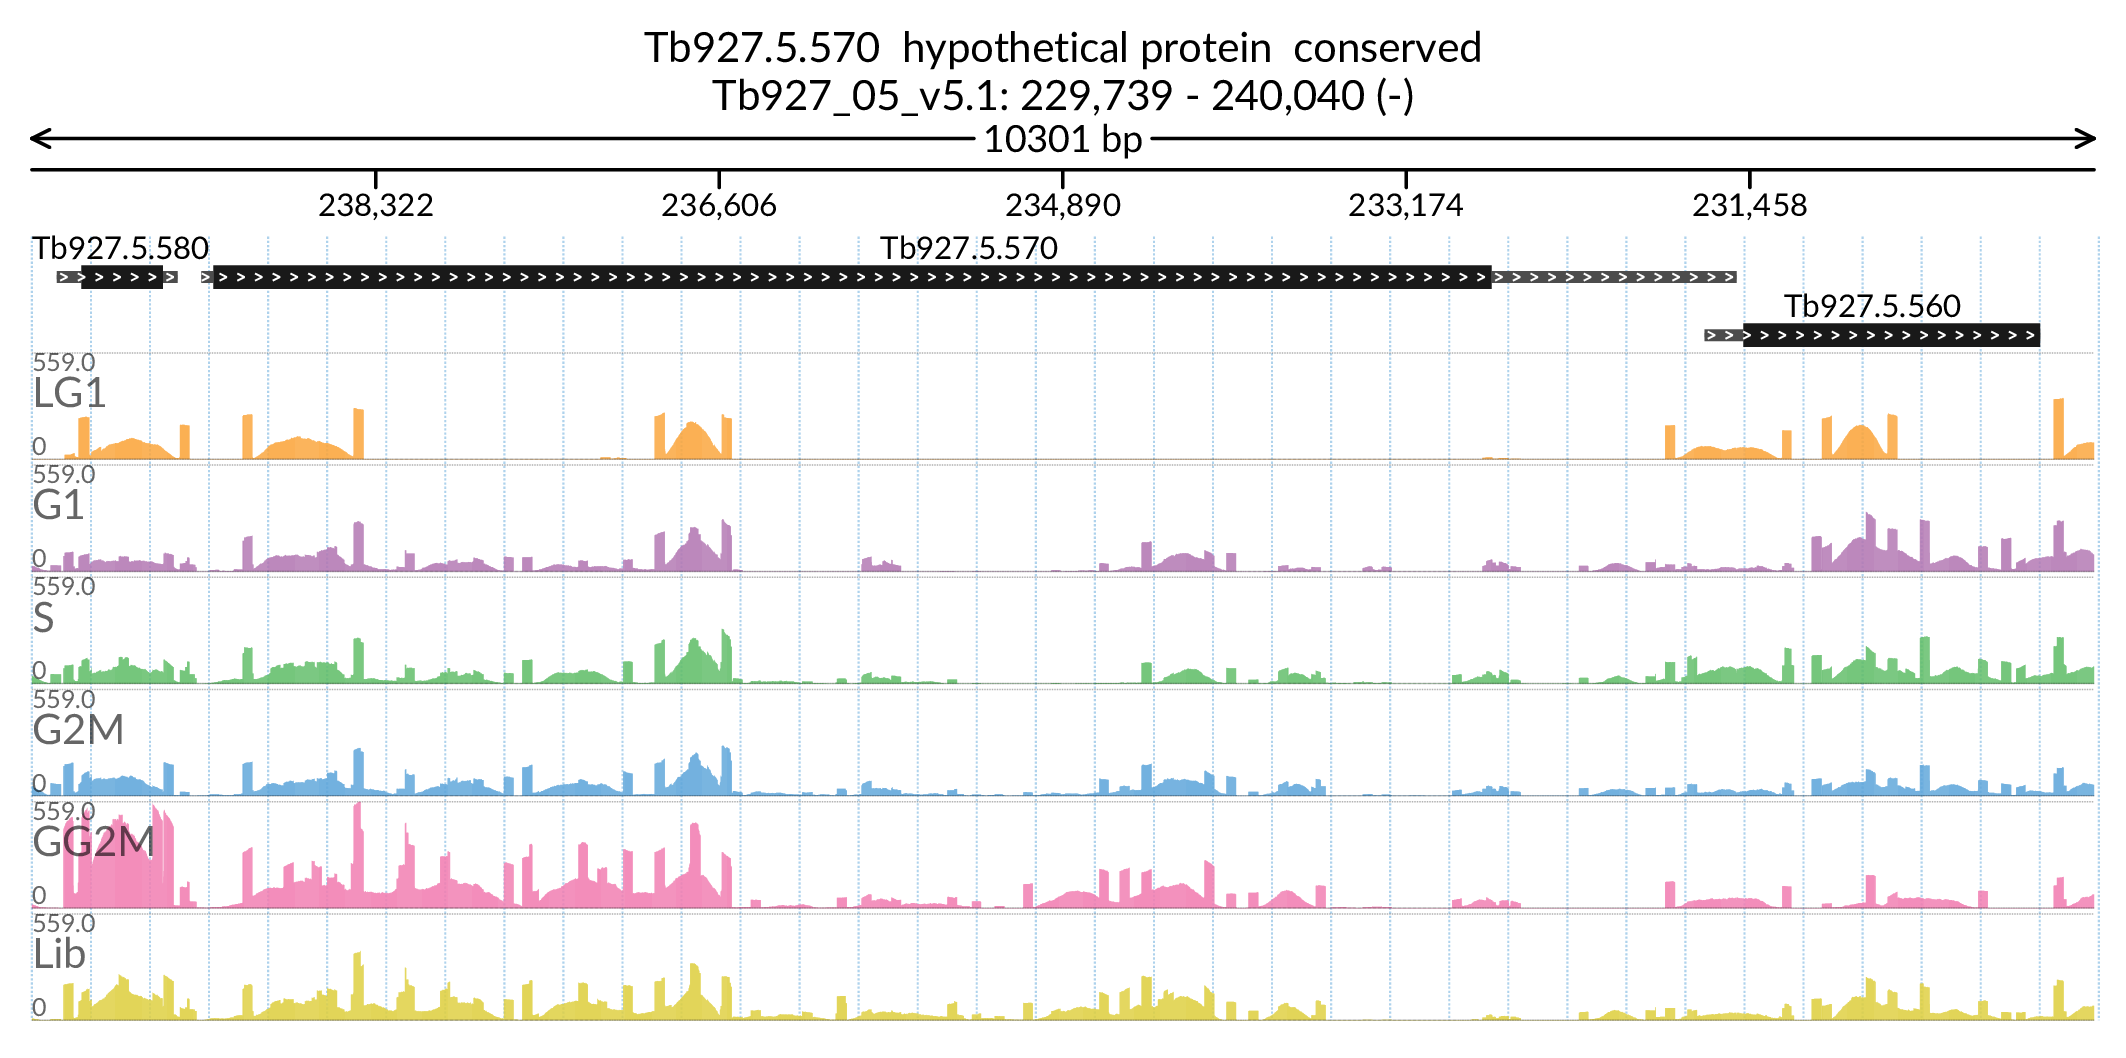 Tb927.5.570 hypothetical protein conserved
Tb927_05_v5.1: 229,739 - 240,040 (-)
10301 bp
238,322 236,606 234,890 233,174 231,458
Tb927.5.580 Tb927.5.570
Tb927.5.560
559.0
LG1
0
559.0
G1
0
559.0
S
0
559.0
G2M
0
559.0
GG2M
0
559.0
Lib
0